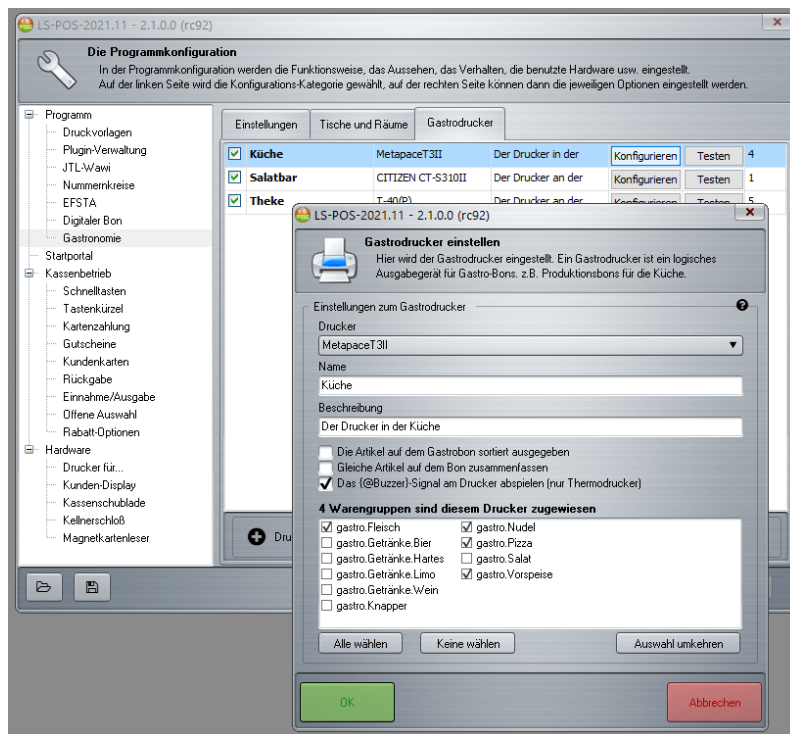 LS-POS-2021.11 - 2.1.0.0 (rc92)
Die Programmkonfiguration
In der Programmkonfiguration werden die Funktionsweise, das Aussehen, das Verhalten, die benutzte Hardware usw. eingestellt.
Auf der linken Seite wird die Konfigurations-Kategorie gewählt, auf der rechten Seite können dann die jeweiligen Optionen eingestellt werden.
Programm
Druckvorlagen
Plugin-Verwaltung
JTL-Wawi
Nummernkreise
EFSTA
Digitaler Bon
Gastronomie
Startportal
Kassenbetrieb
Schnelltasten
Tastenkürzel
Kartenzahlung
Gutscheine
Kundenkarten
Rückgabe
Einnahme/Ausgabe
Offene Auswahl
Rabatt-Optionen
Hardware
Drucker für...
Kunden-Display
Kassenschublade
Kellnerschloß
Magnetkartenleser
Einstellungen Tische und Räume Gastrodrucker
Küche MetapaceT3II Der Drucker in der Konfigurieren Testen 4
Salatbar CITIZEN CT-S310II Der Drucker an der Konfigurieren Testen 1
Theke T-40(P) Der Drucker an der Konfigurieren Testen 5
Dru
LS-POS-2021.11 - 2.1.0.0 (rc92)
Gastrodrucker einstellen
Hier wird der Gastrodrucker eingestellt. Ein Gastrodrucker ist ein logisches
Ausgabegerät für Gastro-Bons. z.B. Produktionsbons für die Küche.
Einstellungen zum Gastrodrucker
Drucker
MetapaceT3II
Name
Küche
Beschreibung
Der Drucker in der Küche
Die Artikel auf dem Gastrobon sortiert ausgegeben
Gleiche Artikel auf dem Bon zusammenfassen
Das {@Buzzer}-Signal am Drucker abspielen (nur Thermodrucker)
4 Warengruppen sind diesem Drucker zugewiesen
gastro.Fleisch gastro.Nudel
gastro.Getränke.Bier gastro.Pizza
gastro.Getränke.Hartes gastro.Salat
gastro.Getränke.Limo gastro.Vorspeise
gastro.Getränke.Wein
gastro.Knapper
Alle wählen Keine wählen Auswahl umkehren
OK Abbrechen